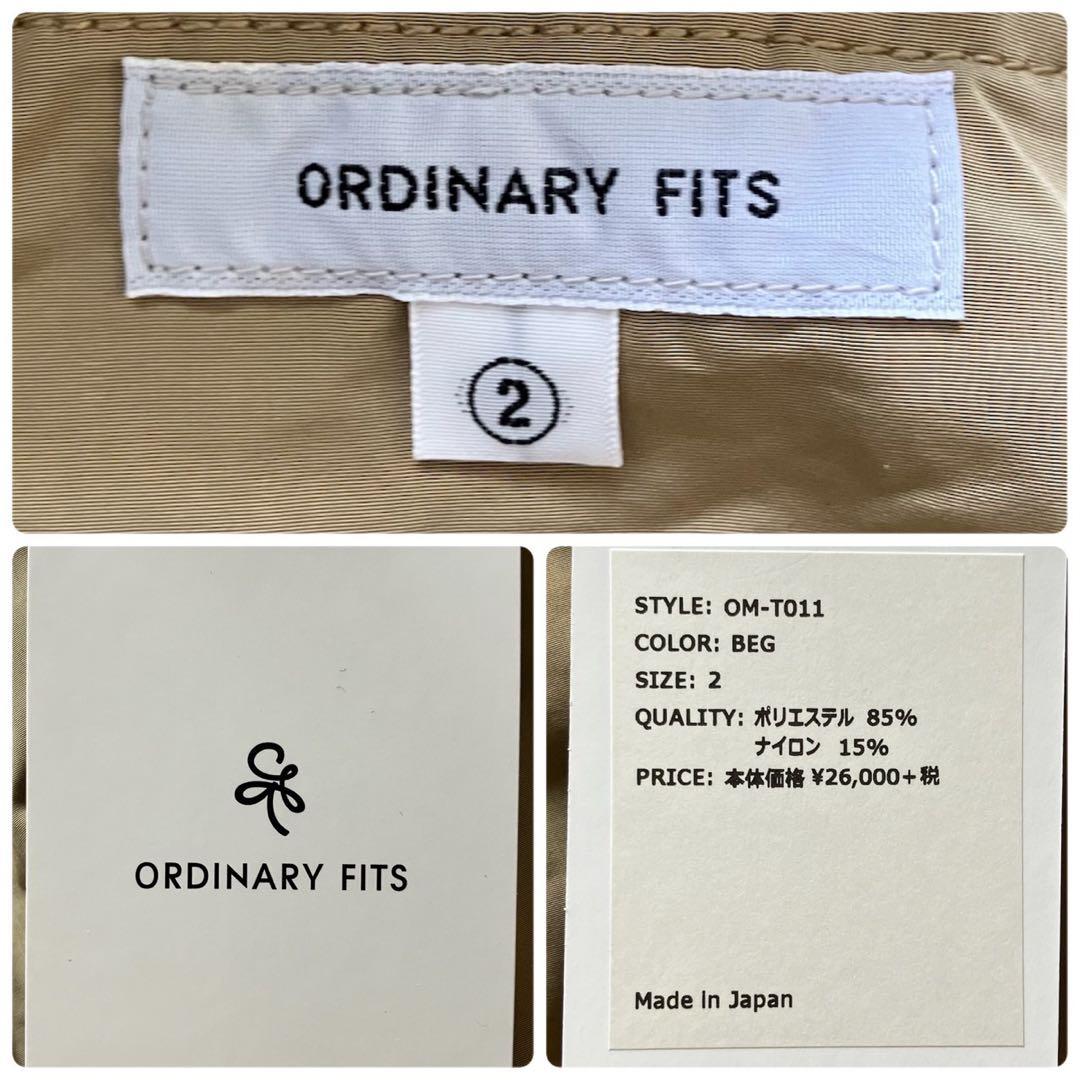 ORDINARY FITS
2
ORDINARY FITS
STYLE: OM-T011
COLOR: BEG
SIZE: 2
QUALITY: ポリエステル 85%
ナイロン 15%
PRICE: 本体価格 ¥26,000+税
Made in Japan